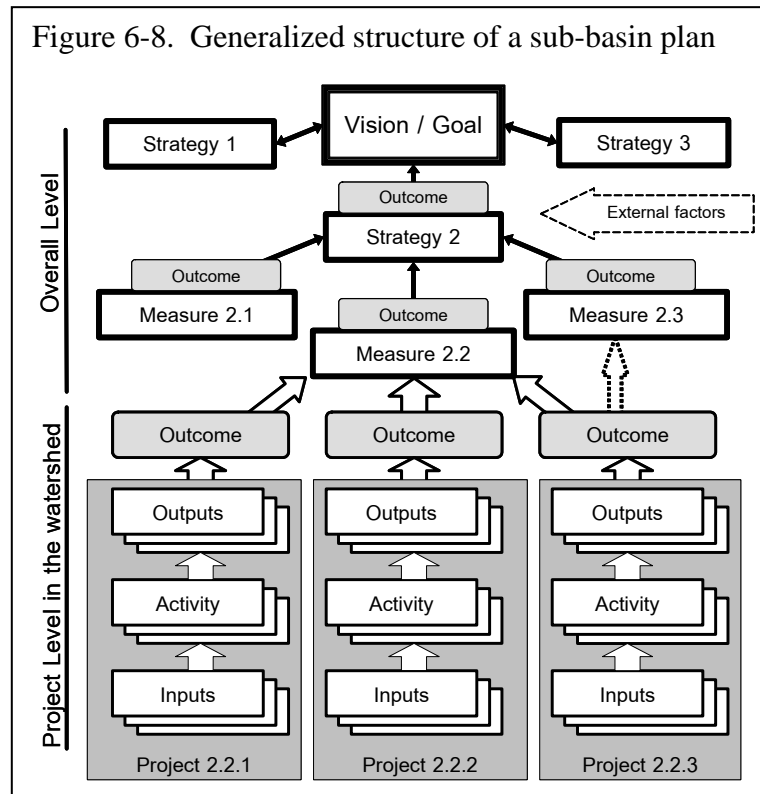 Figure 6-8. Generalized structure of a sub-basin plan
Vision / Goal
Strategy 1
Strategy 3
Outcome
External factors
Strategy 2
Outcome
Outcome
Outcome
Measure 2.1
Measure 2.3
Measure 2.2
Overall Level
Outcome
Outcome
Outcome
Outputs
Outputs
Outputs
Activity
Activity
Activity
Inputs
Inputs
Inputs
Project 2.2.1
Project 2.2.2
Project 2.2.3
Project Level in the watershed